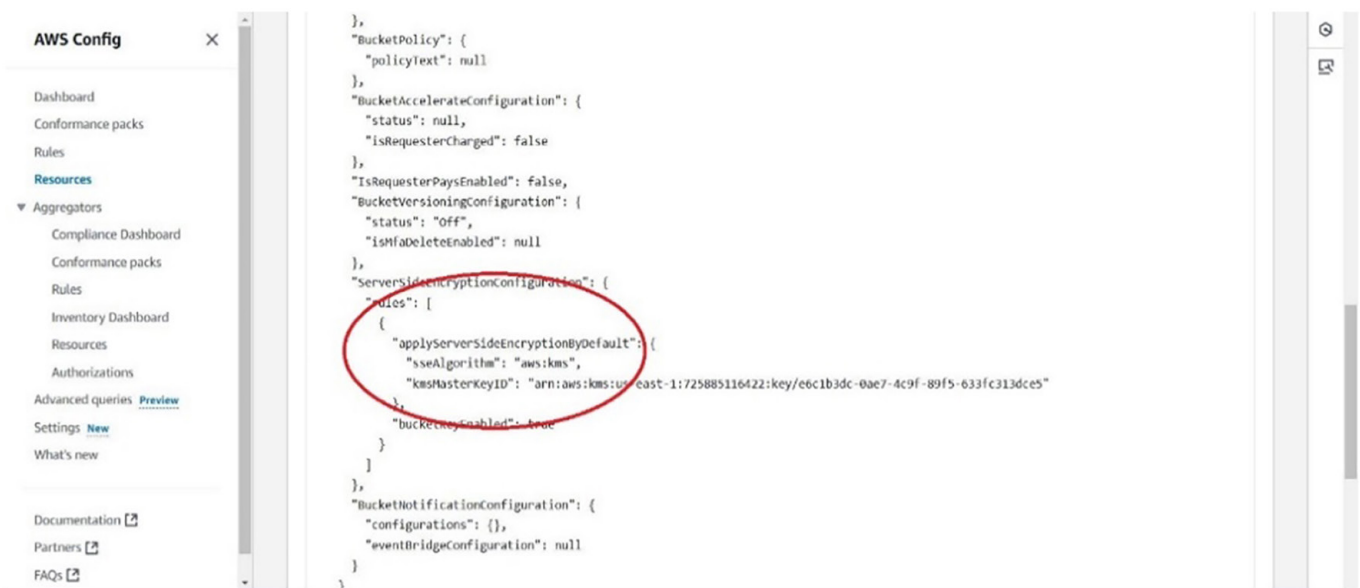 AWS Config
Dashboard
Conformance packs
Rules
Resources
Aggregators
Compliance Dashboard
Conformance packs
Rules
Inventory Dashboard
Resources
Authorizations
Advanced queries Preview
Settings New
What's new
Documentation
Partners
FAQs
},
"BucketPolicy": {
"policyText": null
},
"BucketAccelerateConfiguration": {
"status": null,
"isRequesterCharged": false
},
"IsRequesterPaysEnabled": false,
"BucketVersioningConfiguration": {
"status": "Off",
"isMfaDeleteEnabled": null
},
"ServerSideEncryptionConfiguration": {
"rules": [
{
"applyServerSideEncryptionByDefault": {
"sseAlgorithm": "aws:kms",
"kmsMasterKeyID": "arn:aws:kms:us-east-1:725885116422:key/e6c1b3dc-0ae7-4c9f-89f5-633fc313dce5"
},
"bucketKeyEnabled": true
}
]
},
"BucketNotificationConfiguration": {
"configurations": {},
"eventBridgeConfiguration": null
}
}